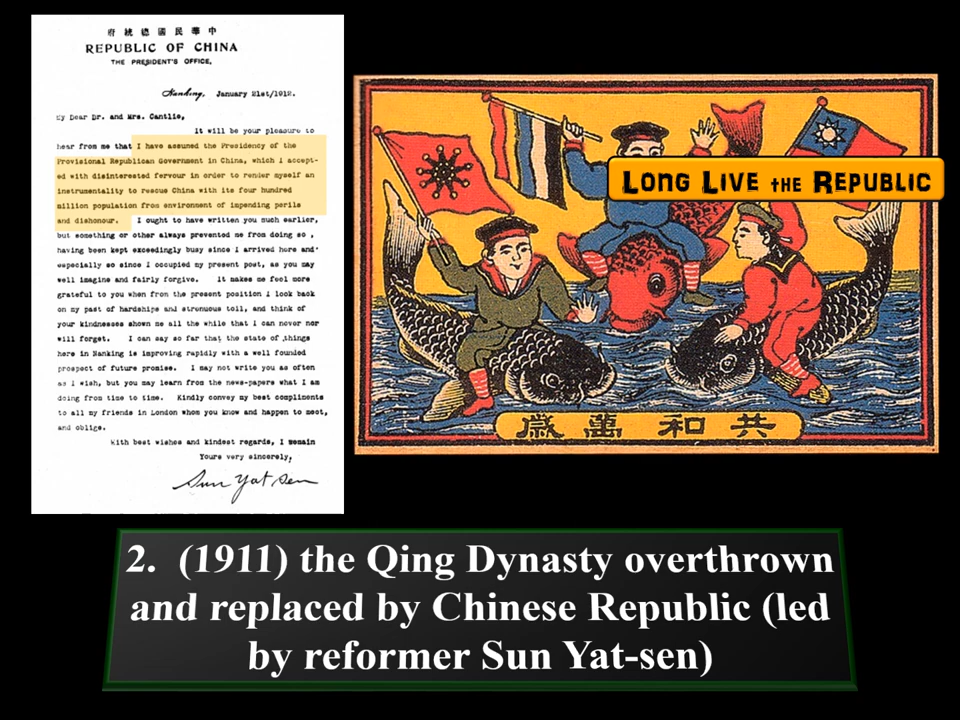 府統總國民華中
REPUBLIC OF CHINA
THE PRESIDENT'S OFFICE,
Nanking, January 21st/1912.
My Dear Dr. and Mrs. Cantlie,
It will be your pleasure to
hear from me that I have assumed the Presidency of the
Provisional Republican Government in China, which I accept-
ed with disinterested fervour in order to render myself an
instrumentality to rescue China with its four hundred
million population from environment of impending perils
and dishonour. I ought to have written you much earlier,
but something or other always prevented me from doing so ,
having been kept exceedingly busy since I arrived here and
especially so since I occupied my present post, as you may
well imagine and fairly forgive. It makes me feel more
grateful to you when from the present position I look back
on my past of hardships and strenuous toil, and think of
your kindnesses shown me all the while that I can never nor
will forget. I can say so far that the state of things
here in Nanking is improving rapidly with a well founded
prospect of future promise. I may not write you as often
as I wish, but you may learn from the news-papers what I am
doing from time to time. Kindly convey my best compliments
to all my friends in London whom you know and happen to meet,
and oblige.
With best wishes and kindest regards, I remain
Yours very sincerely,
Sun Yat Sen
LONG LIVE THE REPUBLIC
歲萬和共
2. (1911) the Qing Dynasty overthrown
and replaced by Chinese Republic (led
by reformer Sun Yat-sen)